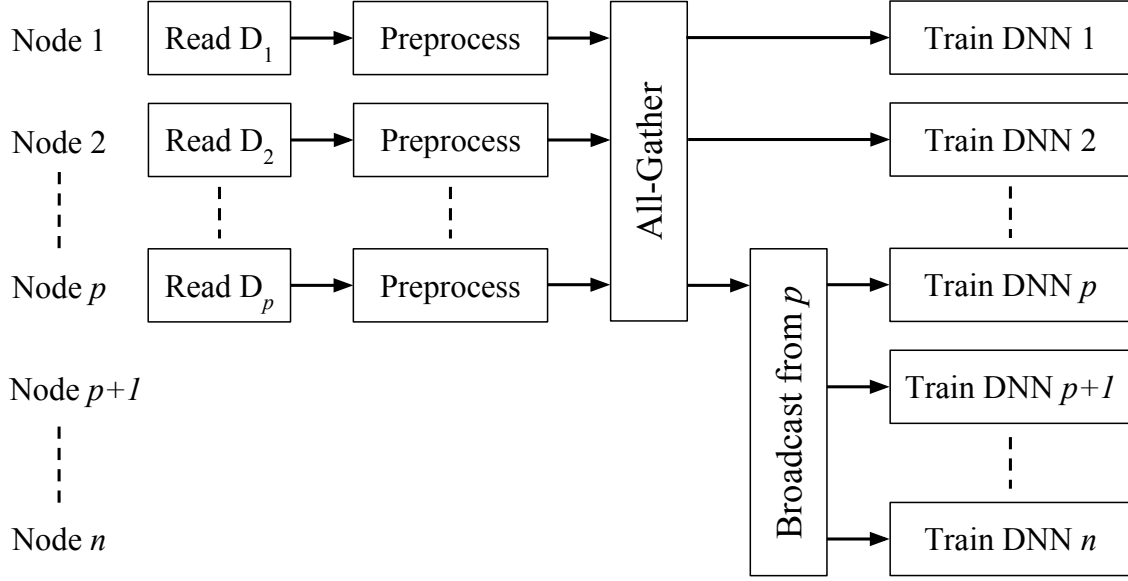 Node 1 Read D₁ Preprocess Train DNN 1
Node 2 Read D₂ Preprocess Train DNN 2
All-Gather
Node p Read Dₚ Preprocess Train DNN p
Broadcast from p
Node p+1 Train DNN p+1
Node n Train DNN n